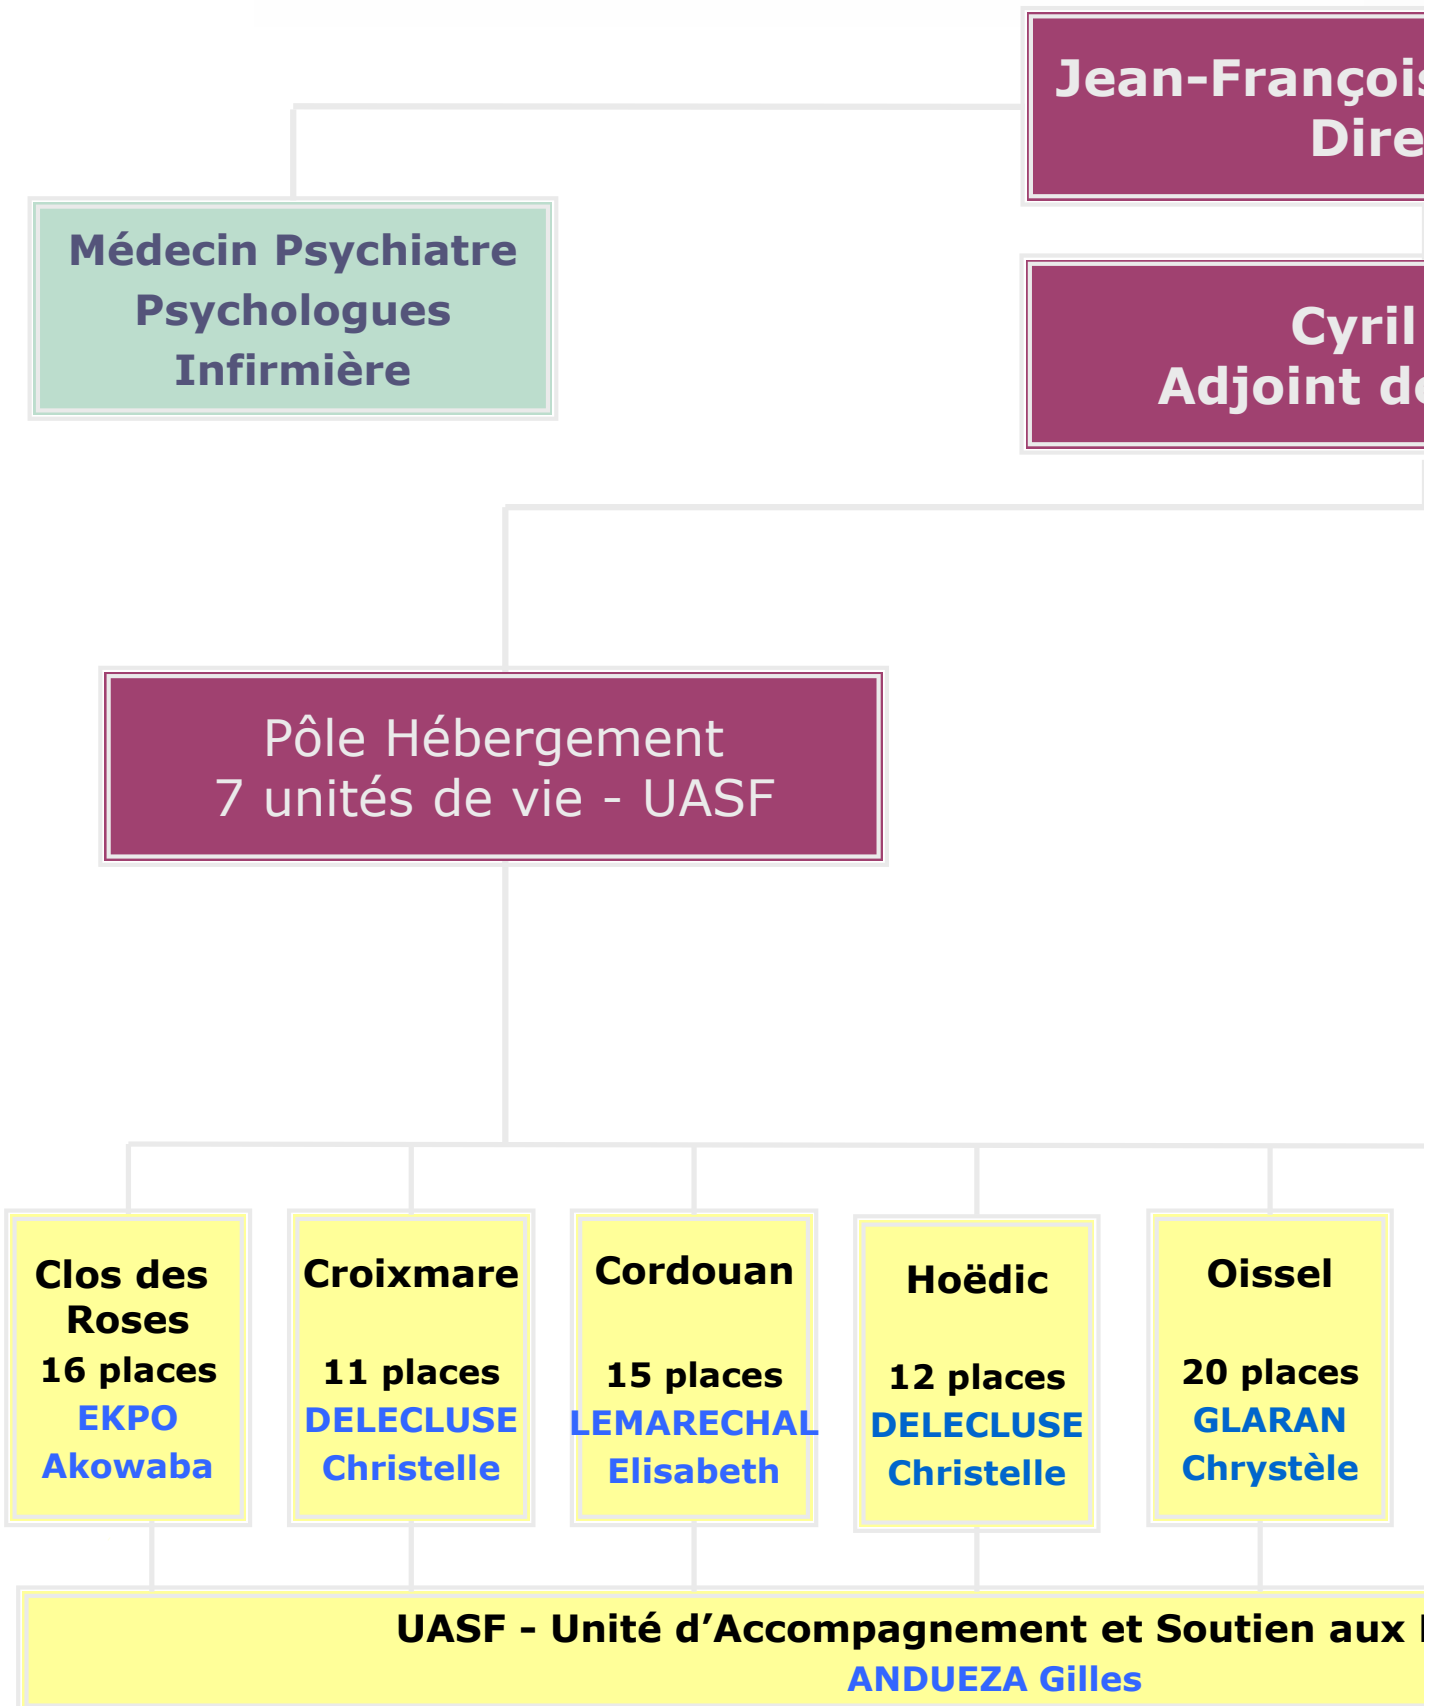 Jean-François
Dire
Médecin Psychiatre
Psychologues
Infirmière
Cyril
Adjoint de
Pôle Hébergement
7 unités de vie - UASF
Clos des
Roses
16 places
EKPO
Akowaba
Croixmare
11 places
DELECLUSE
Christelle
Cordouan
15 places
LEMARECHAL
Elisabeth
Hoëdic
12 places
DELECLUSE
Christelle
Oissel
20 places
GLARAN
Chrystèle
UASF - Unité d’Accompagnement et Soutien aux
ANDUEZA Gilles